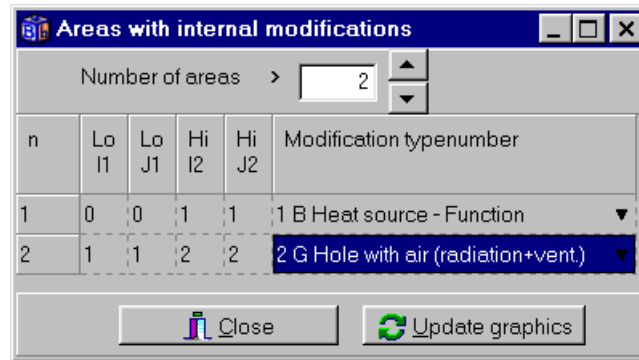 Areas with internal modifications
Number of areas > 2
n Lo I1 Lo J1 Hi I2 Hi J2 Modification typenumber
1 0 0 1 1 1 B Heat source - Function
2 1 1 2 2 2 G Hole with air (radiation+vent.)
Close Update graphics